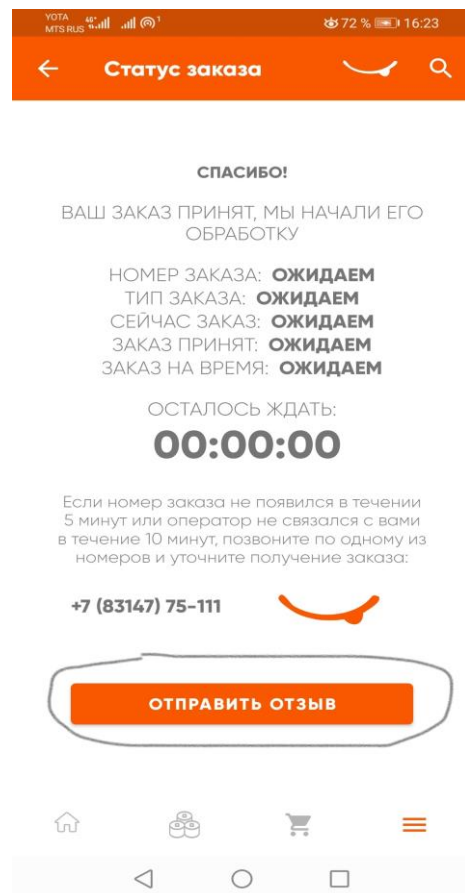 YOTA
MTS RUS 72 % 16:23
Статус заказа
СПАСИБО!
ВАШ ЗАКАЗ ПРИНЯТ, МЫ НАЧАЛИ ЕГО
ОБРАБОТКУ
НОМЕР ЗАКАЗА: ОЖИДАЕМ
ТИП ЗАКАЗА: ОЖИДАЕМ
СЕЙЧАС ЗАКАЗ: ОЖИДАЕМ
ЗАКАЗ ПРИНЯТ: ОЖИДАЕМ
ЗАКАЗ НА ВРЕМЯ: ОЖИДАЕМ
ОСТАЛОСЬ ЖДАТЬ:
00:00:00
Если номер заказа не появился в течении
5 минут или оператор не связался с вами
в течение 10 минут, позвоните по одному из
номеров и уточните получение заказа:
+7 (83147) 75-111
ОТПРАВИТЬ ОТЗЫВ